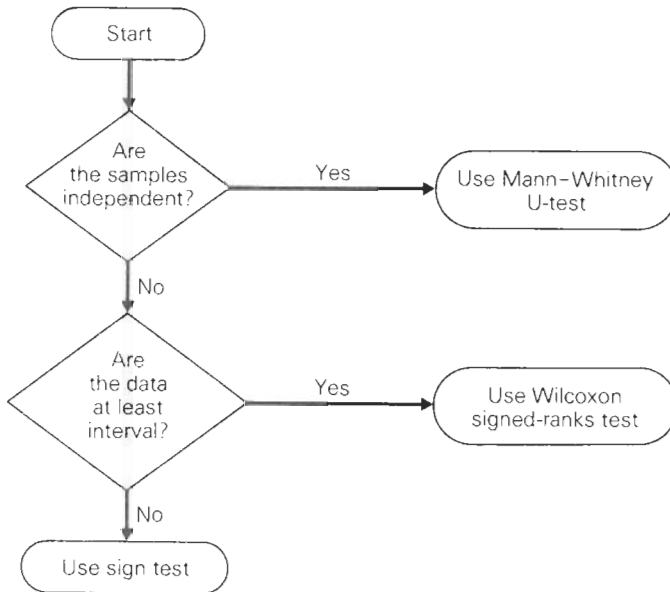 Start
Are
the samples
independent?
Yes
Use Mann–Whitney
U-test
No
Are
the data
at least
interval?
Yes
Use Wilcoxon
signed-ranks test
No
Use sign test